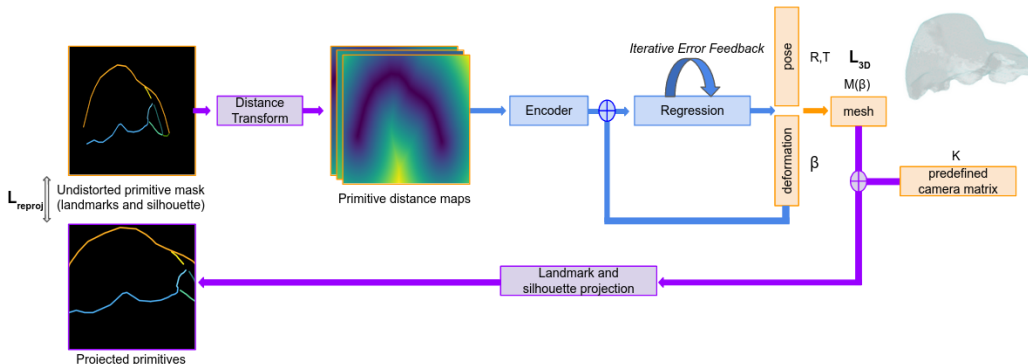 Iterative Error Feedback
pose
R,T
L3D
M(β)
Distance
Transform
Encoder
Regression
mesh
deformation
β
K
predefined
camera matrix
Undistorted primitive mask
(landmarks and silhouette)
Primitive distance maps
Lreproj
Landmark and
silhouette projection
Projected primitives